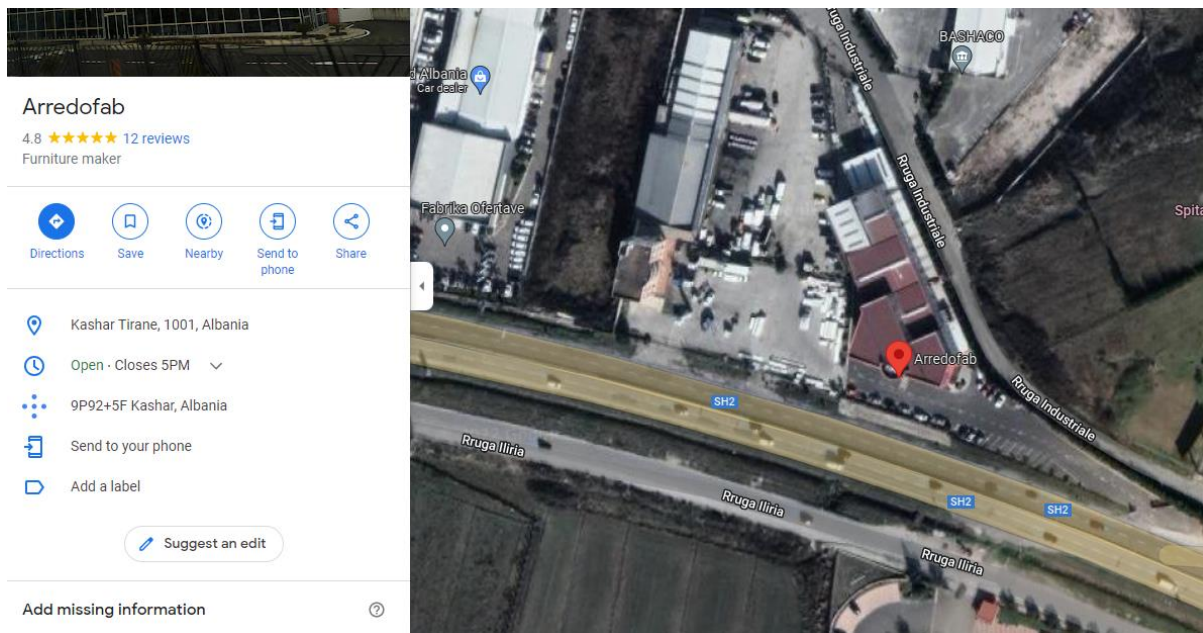 Arredofab
4.8 12 reviews
Furniture maker
Directions
Save
Nearby
Send to
phone
Share
Kashar Tirane, 1001, Albania
Open · Closes 5PM
9P92+5F Kashar, Albania
Send to your phone
Add a label
Suggest an edit
Add missing information
Albania
Car dealer
Fabrika Ofertave
BASHACO
Rruga Industriale
Rruga Industriale
Rruga Industriale
Spita
Arredofab
SH2
SH2
SH2
Rruga Iliria
Rruga Iliria
Rruga Iliria